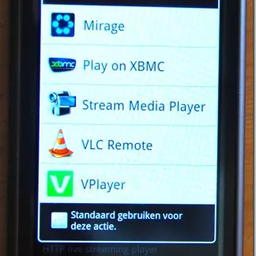 Mirage
xbmc
Play on XBMC
Stream Media Player
VLC Remote
VPlayer
Standaard gebruiken voor
deze actie.
HTTP live streaming player